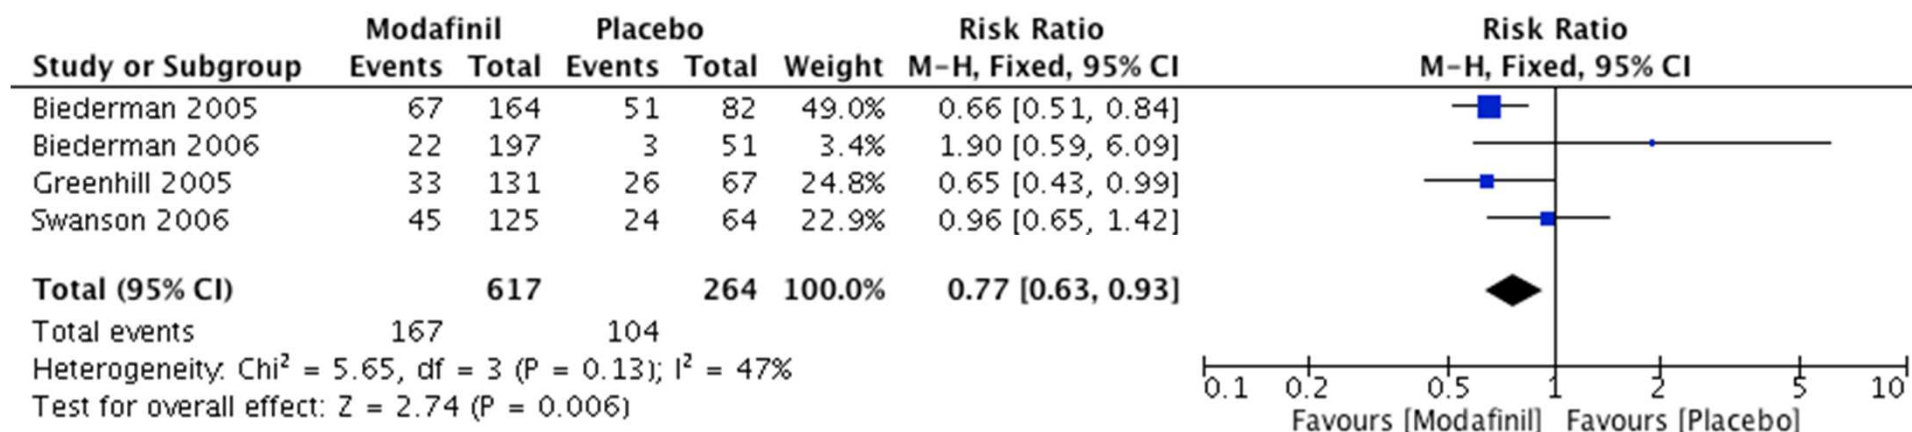 Modafinil Placebo Risk Ratio Risk Ratio
Study or Subgroup Events Total Events Total Weight M-H, Fixed, 95% CI M-H, Fixed, 95% CI
Biederman 2005 67 164 51 82 49.0% 0.66 [0.51, 0.84]
Biederman 2006 22 197 3 51 3.4% 1.90 [0.59, 6.09]
Greenhill 2005 33 131 26 67 24.8% 0.65 [0.43, 0.99]
Swanson 2006 45 125 24 64 22.9% 0.96 [0.65, 1.42]
Total (95% CI) 617 264 100.0% 0.77 [0.63, 0.93]
Total events 167 104
Heterogeneity: Chi² = 5.65, df = 3 (P = 0.13); I² = 47%
Test for overall effect: Z = 2.74 (P = 0.006)
0.1 0.2 0.5 1 2 5 10
Favours [Modafinil] Favours [Placebo]